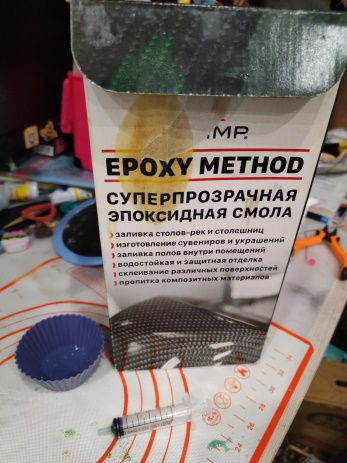 EPOXY METHOD
СУПЕРПРОЗРАЧНАЯ
ЭПОКСИДНАЯ СМОЛА
заливка столов-рек и столешниц
изготовление сувениров и украшений
заливка полов внутри помещений
водостойкая и защитная отделка
склеивание различных поверхностей
пропитка композитных материалов